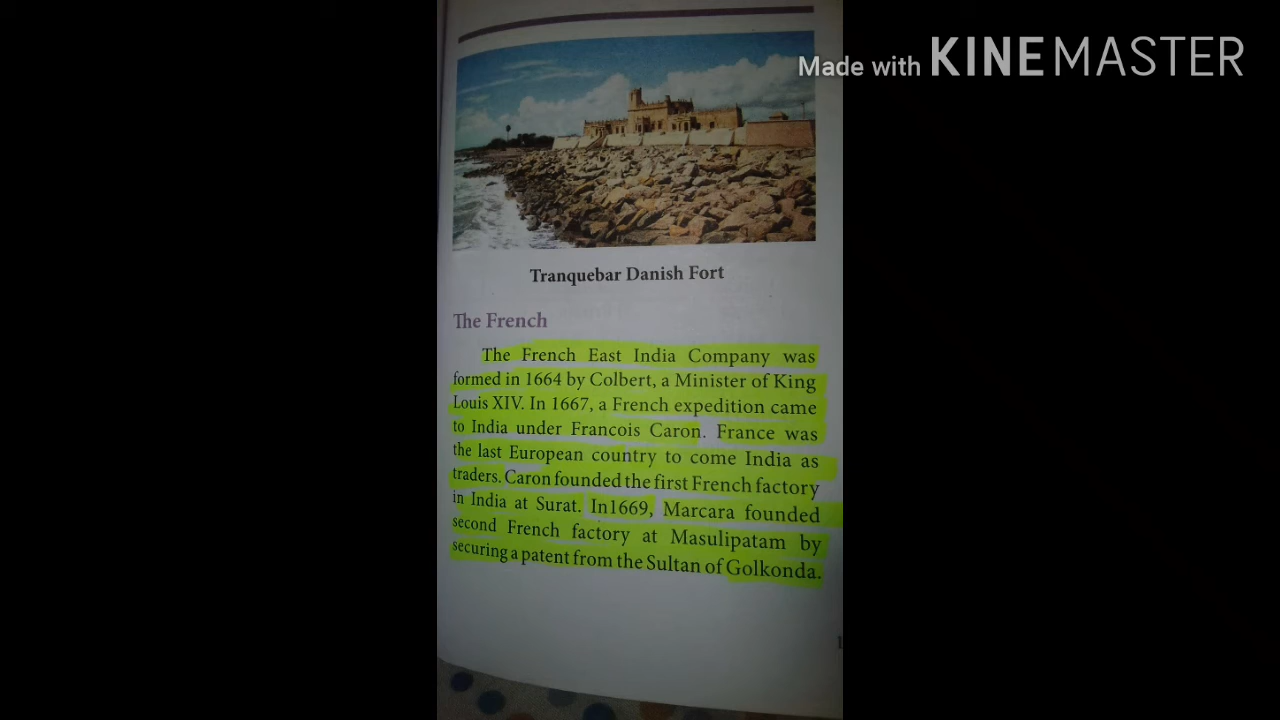 Made with KINEMASTER
Tranquebar Danish Fort
The French
The French East India Company was
formed in 1664 by Colbert, a Minister of King
Louis XIV. In 1667, a French expedition came
to India under Francois Caron. France was
the last European country to come India as
traders. Caron founded the first French factory
in India at Surat. In1669, Marcara founded
second French factory at Masulipatam by
securing a patent from the Sultan of Golkonda.